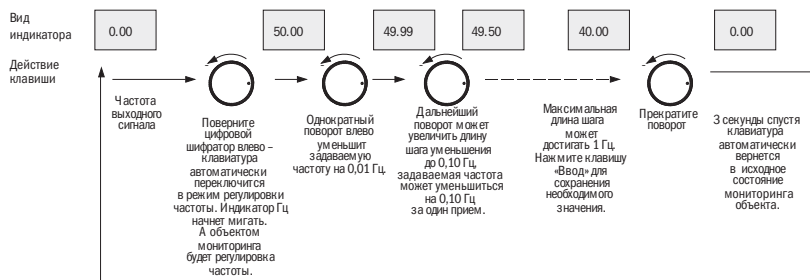 Вид
индикатора
0.00
50.00
49.99
49.50
40.00
0.00
Действие
клавиши
Частота
выходного
сигнала
Поверните
цифровой
шифратор влево –
клавиатура
автоматически
переключится
в режим регулировки
частоты. Индикатор Гц
начнет мигать.
А объектом
мониторинга
будет регулировка
частоты.
Однократный
поворот влево
уменьшит
задаваемую
частоту на 0,01 Гц.
Дальнейший
поворот может
увеличить длину
шага уменьшения
до 0,10 Гц,
задаваемая частота
может уменьшиться
на 0,10 Гц
за один прием.
Максимальная
длина шага
может
достигать 1 Гц.
Нажмите клавишу
«Ввод» для
сохранения
необходимого
значения.
Прекратите
поворот
3 секунды спустя
клавиатура
автоматически
вернется
в исходное
состояние
мониторинга
объекта.